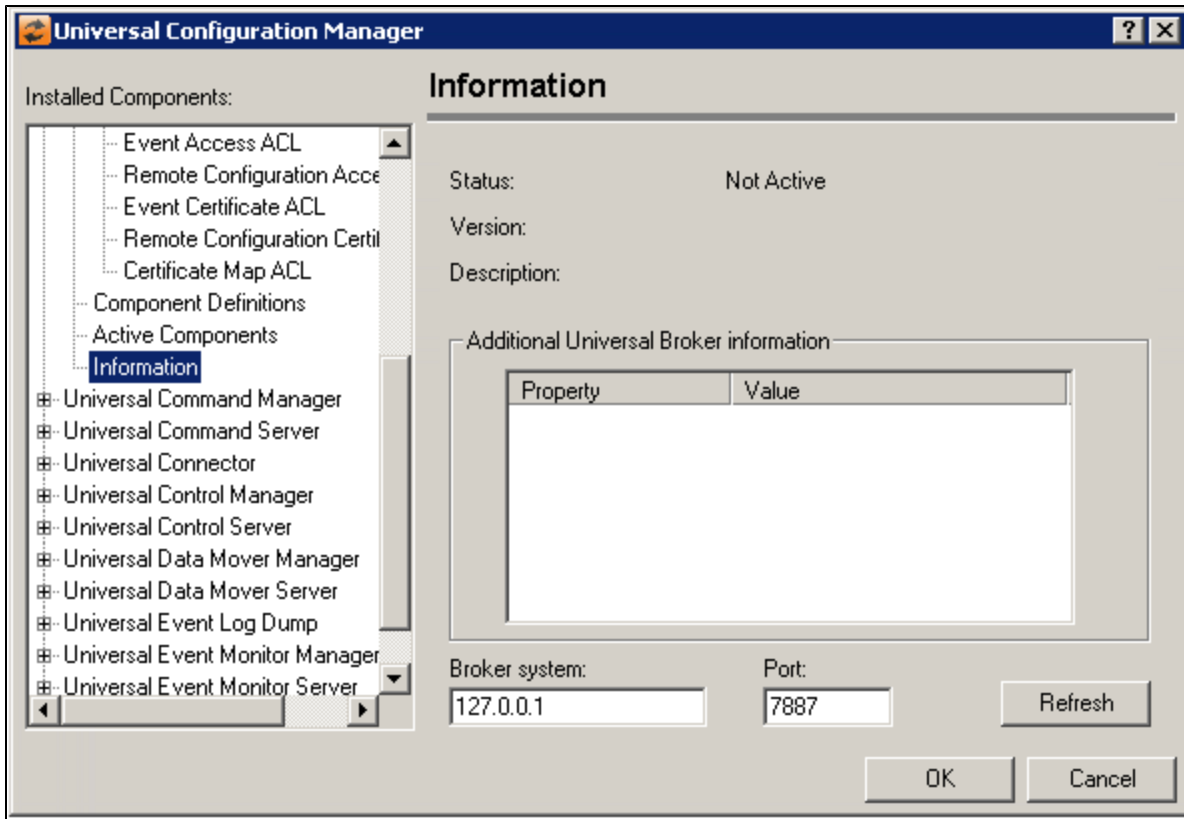 Universal Configuration Manager
Installed Components:
Event Access ACL
Remote Configuration Acce
Event Certificate ACL
Remote Configuration Certif
Certificate Map ACL
Component Definitions
Active Components
Information
Universal Command Manager
Universal Command Server
Universal Connector
Universal Control Manager
Universal Control Server
Universal Data Mover Manager
Universal Data Mover Server
Universal Event Log Dump
Universal Event Monitor Manager
Universal Event Monitor Server
Information
Status: Not Active
Version:
Description:
Additional Universal Broker information
Property Value
Broker system: Port:
127.0.0.1 7887 Refresh
OK Cancel